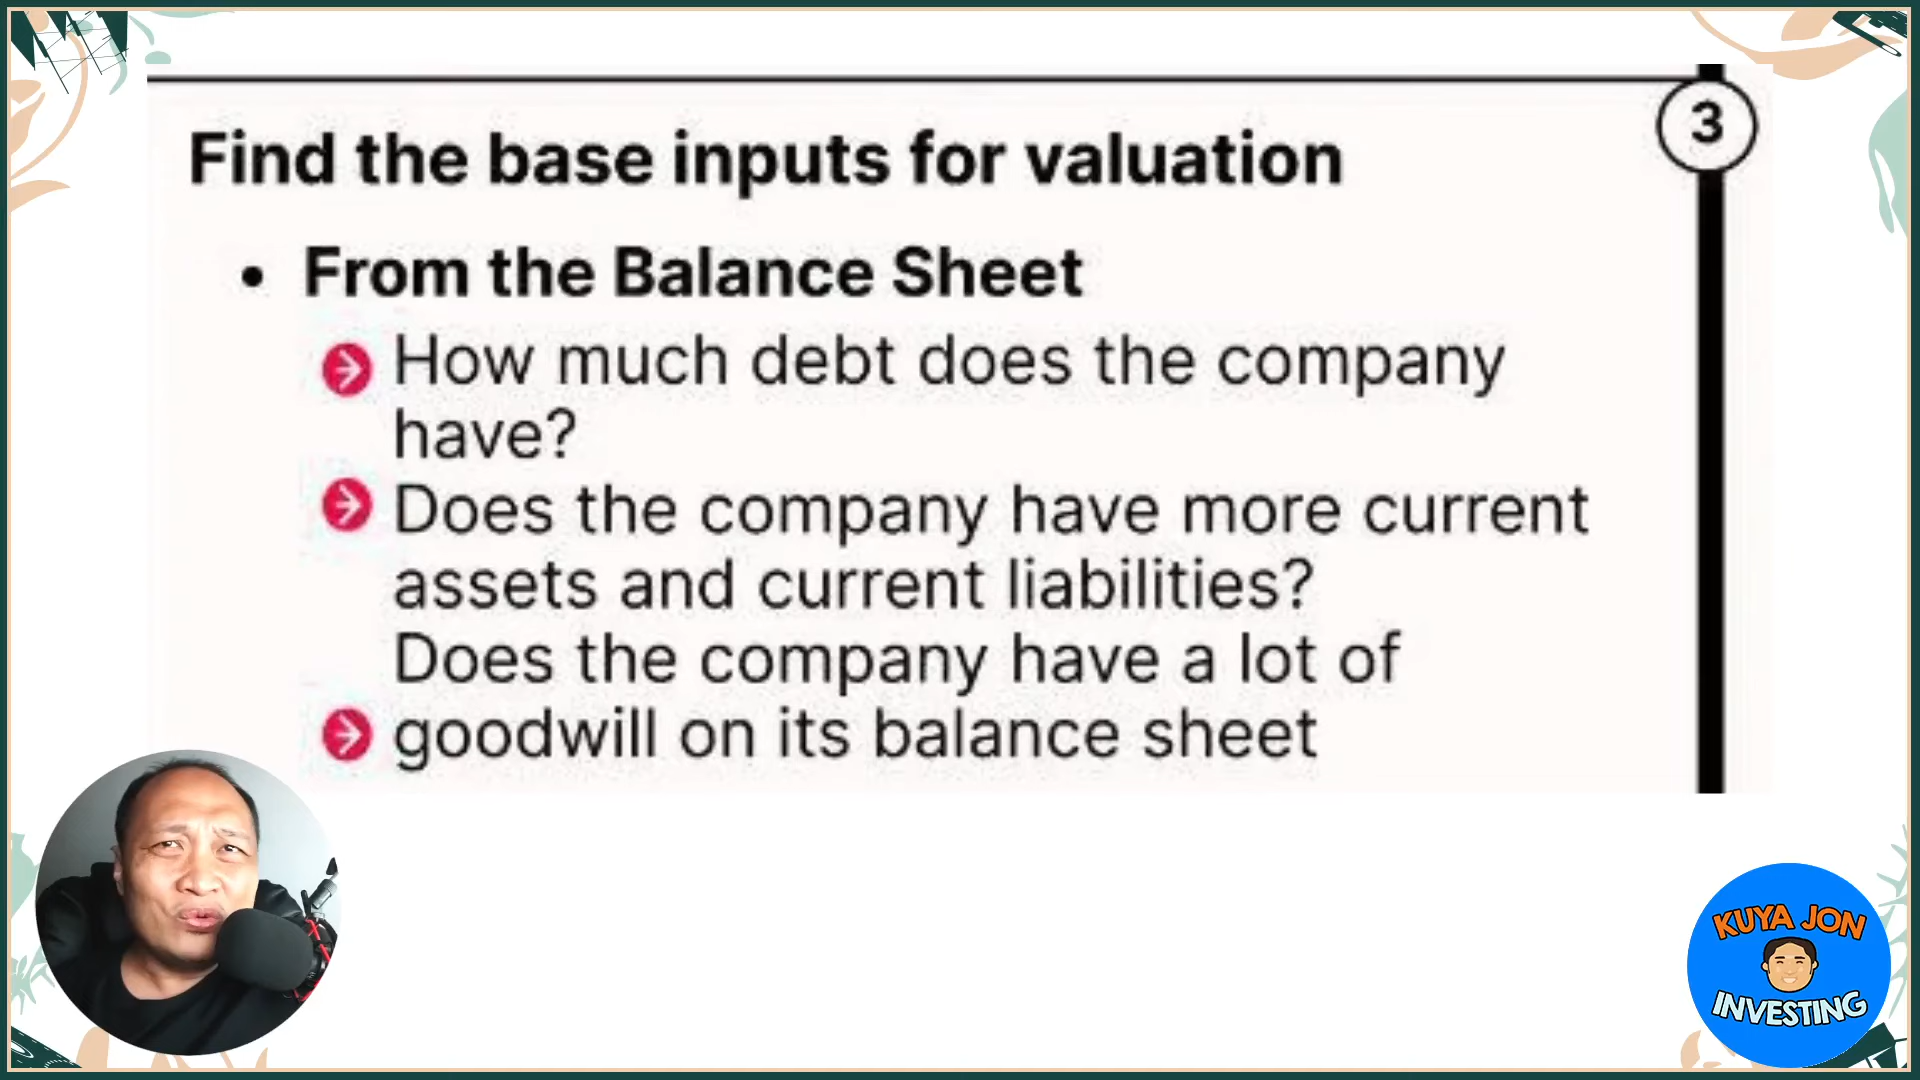 3
Find the base inputs for valuation
• From the Balance Sheet
How much debt does the company
have?
Does the company have more current
assets and current liabilities?
Does the company have a lot of
goodwill on its balance sheet
KUYA JON
INVESTING